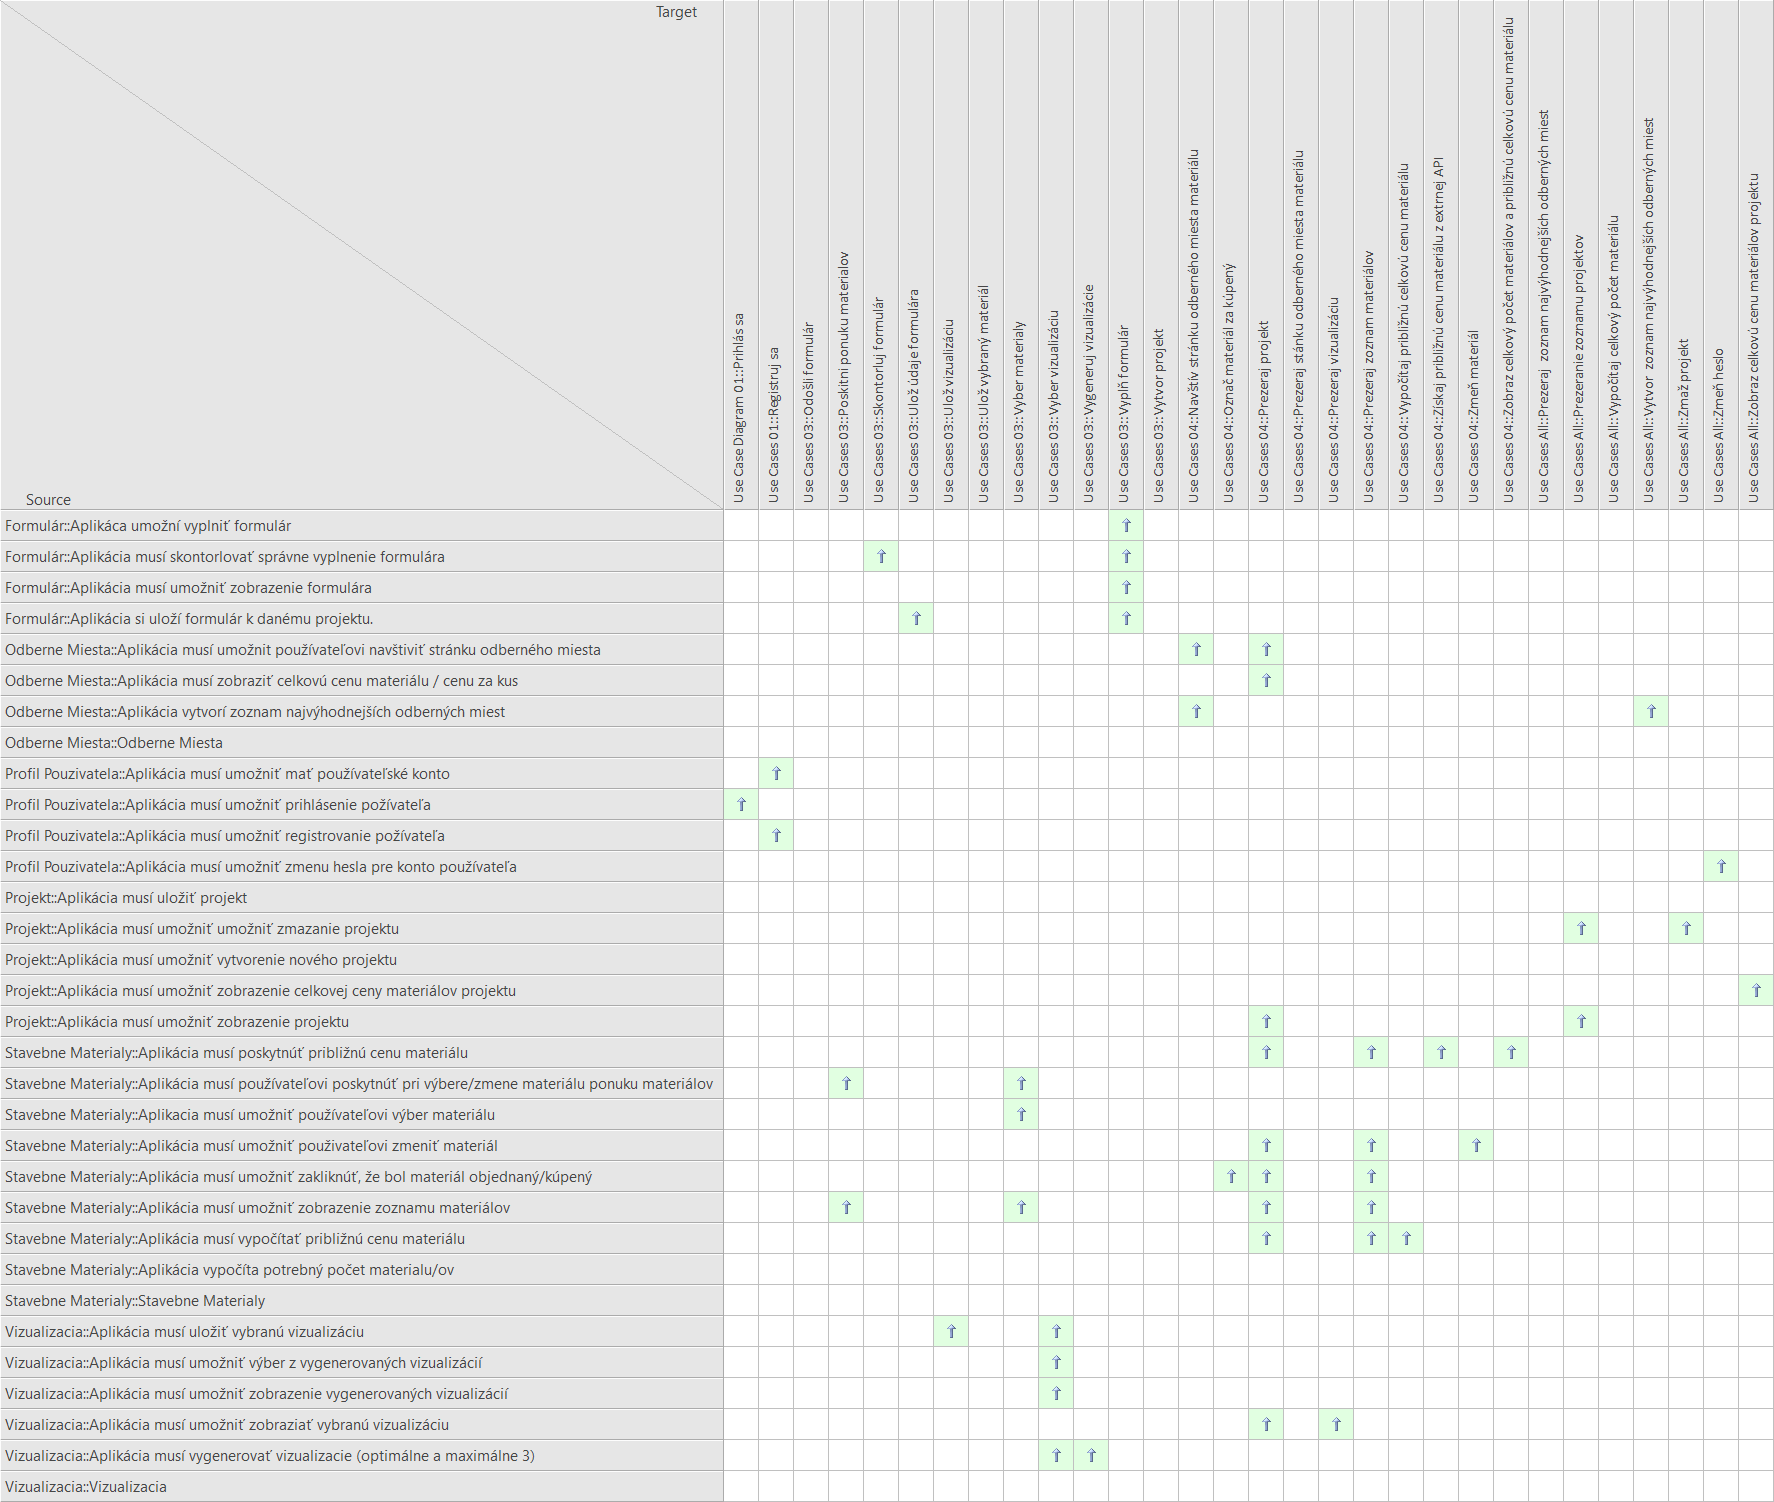 Target
Source
Use Case Diagram 01::Prihlás sa
Use Cases 01::Registruj sa
Use Cases 03::Odošli formulár
Use Cases 03::Poskitni ponuku materialov
Use Cases 03::Skontorluj formulár
Use Cases 03::Ulož údaje formulára
Use Cases 03::Ulož vizualizáciu
Use Cases 03::Ulož vybraný materiál
Use Cases 03::Vyber materialy
Use Cases 03::Vyber vizualizáciu
Use Cases 03::Vygeneruj vizualizácie
Use Cases 03::Vyplň formulár
Use Cases 03::Vytvor projekt
Use Cases 04::Navštív stránku odberného miesta materiálu
Use Cases 04::Označ materiál za kúpený
Use Cases 04::Prezeraj projekt
Use Cases 04::Prezeraj stánku odberného miesta materiálu
Use Cases 04::Prezeraj vizualizáciu
Use Cases 04::Prezeraj zoznam materiálov
Use Cases 04::Vypočítaj približnú celkovú cenu materiálu
Use Cases 04::Získaj približnú cenu materiálu z extrnej API
Use Cases 04::Zmeň materiál
Use Cases 04::Zobraz celkový počet materiálov a približnú celkovú cenu materiálu
Use Cases All::Prezeraj  zoznam najvýhodnejších odberných miest
Use Cases All::Prezeranie zoznamu projektov
Use Cases All::Vypočítaj celkový počet materiálu
Use Cases All::Vytvor  zoznam najvýhodnejších odberných miest
Use Cases All::Zmaž projekt
Use Cases All::Zmeň heslo
Use Cases All::Zobraz celkovú cenu materiálov projektu
Formulár::Aplikáca umožní vyplniť formulár
Formulár::Aplikácia musí skontorlovať správne vyplnenie formulára
Formulár::Aplikácia musí umožniť zobrazenie formulára
Formulár::Aplikácia si uloží formulár k danému projektu.
Odberne Miesta::Aplikácia musí umožnit používateľovi navštiviť stránku odberného miesta
Odberne Miesta::Aplikácia musí zobraziť celkovú cenu materiálu / cenu za kus
Odberne Miesta::Aplikácia vytvorí zoznam najvýhodnejších odberných miest
Odberne Miesta::Odberne Miesta
Profil Pouzivatela::Aplikácia musí umožniť mať používateľské konto
Profil Pouzivatela::Aplikácia musí umožniť prihlásenie požívateľa
Profil Pouzivatela::Aplikácia musí umožniť registrovanie požívateľa
Profil Pouzivatela::Aplikácia musí umožniť zmenu hesla pre konto používateľa
Projekt::Aplikácia musí uložiť projekt
Projekt::Aplikácia musí umožniť umožniť zmazanie projektu
Projekt::Aplikácia musí umožniť vytvorenie nového projektu
Projekt::Aplikácia musí umožniť zobrazenie celkovej ceny materiálov projektu
Projekt::Aplikácia musí umožniť zobrazenie projektu
Stavebne Materialy::Aplikácia musí poskytnúť približnú cenu materiálu
Stavebne Materialy::Aplikácia musí používateľovi poskytnúť pri výbere/zmene materiálu ponuku materiálov
Stavebne Materialy::Aplikacia musí umožniť používateľovi výber materiálu
Stavebne Materialy::Aplikácia musí umožniť použivateľovi zmeniť materiál
Stavebne Materialy::Aplikácia musí umožniť zakliknúť, že bol materiál objednaný/kúpený
Stavebne Materialy::Aplikácia musí umožniť zobrazenie zoznamu materiálov
Stavebne Materialy::Aplikácia musí vypočítať približnú cenu materiálu
Stavebne Materialy::Aplikácia vypočíta potrebný počet materialu/ov
Stavebne Materialy::Stavebne Materialy
Vizualizacia::Aplikácia musí uložiť vybranú vizualizáciu
Vizualizacia::Aplikácia musí umožniť výber z vygenerovaných vizualizácií
Vizualizacia::Aplikácia musí umožniť zobrazenie vygenerovaných vizualizácií
Vizualizacia::Aplikácia musí umožniť zobraziať vybranú vizualizáciu
Vizualizacia::Aplikácia musí vygenerovať vizualizacie (optimálne a maximálne 3)
Vizualizacia::Vizualizacia